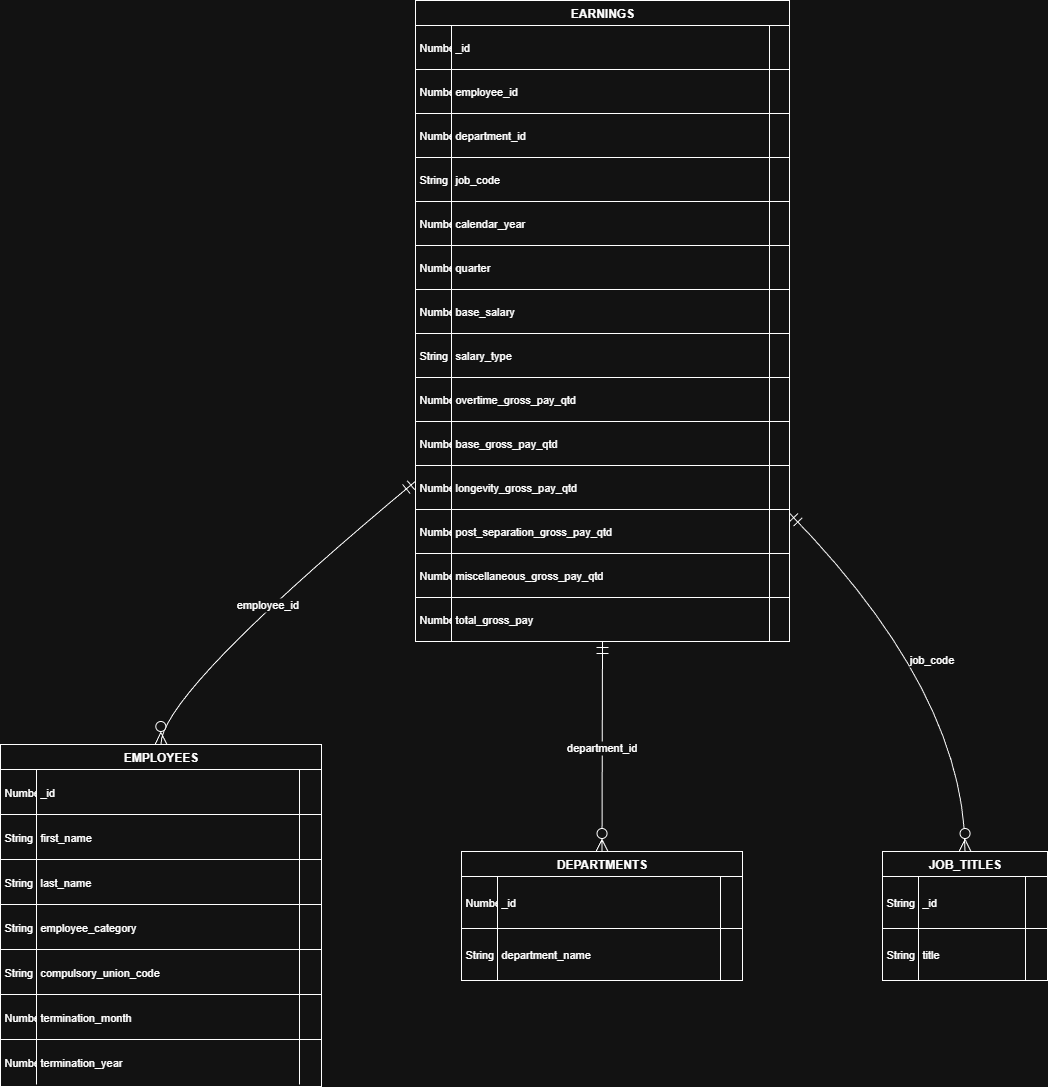 EARNINGS
Numbe _id
Numbe employee_id
Numbe department_id
String job_code
Numbe calendar_year
Numbe quarter
Numbe base_salary
String salary_type
Numbe overtime_gross_pay_qtd
Numbe base_gross_pay_qtd
Numbe longevity_gross_pay_qtd
Numbe post_separation_gross_pay_qtd
Numbe miscellaneous_gross_pay_qtd
Numbe total_gross_pay
employee_id
job_code
department_id
EMPLOYEES
Numbe _id
String first_name
String last_name
String employee_category
String compulsory_union_code
Numbe termination_month
Numbe termination_year
DEPARTMENTS
Numbe _id
String department_name
JOB_TITLES
String _id
String title